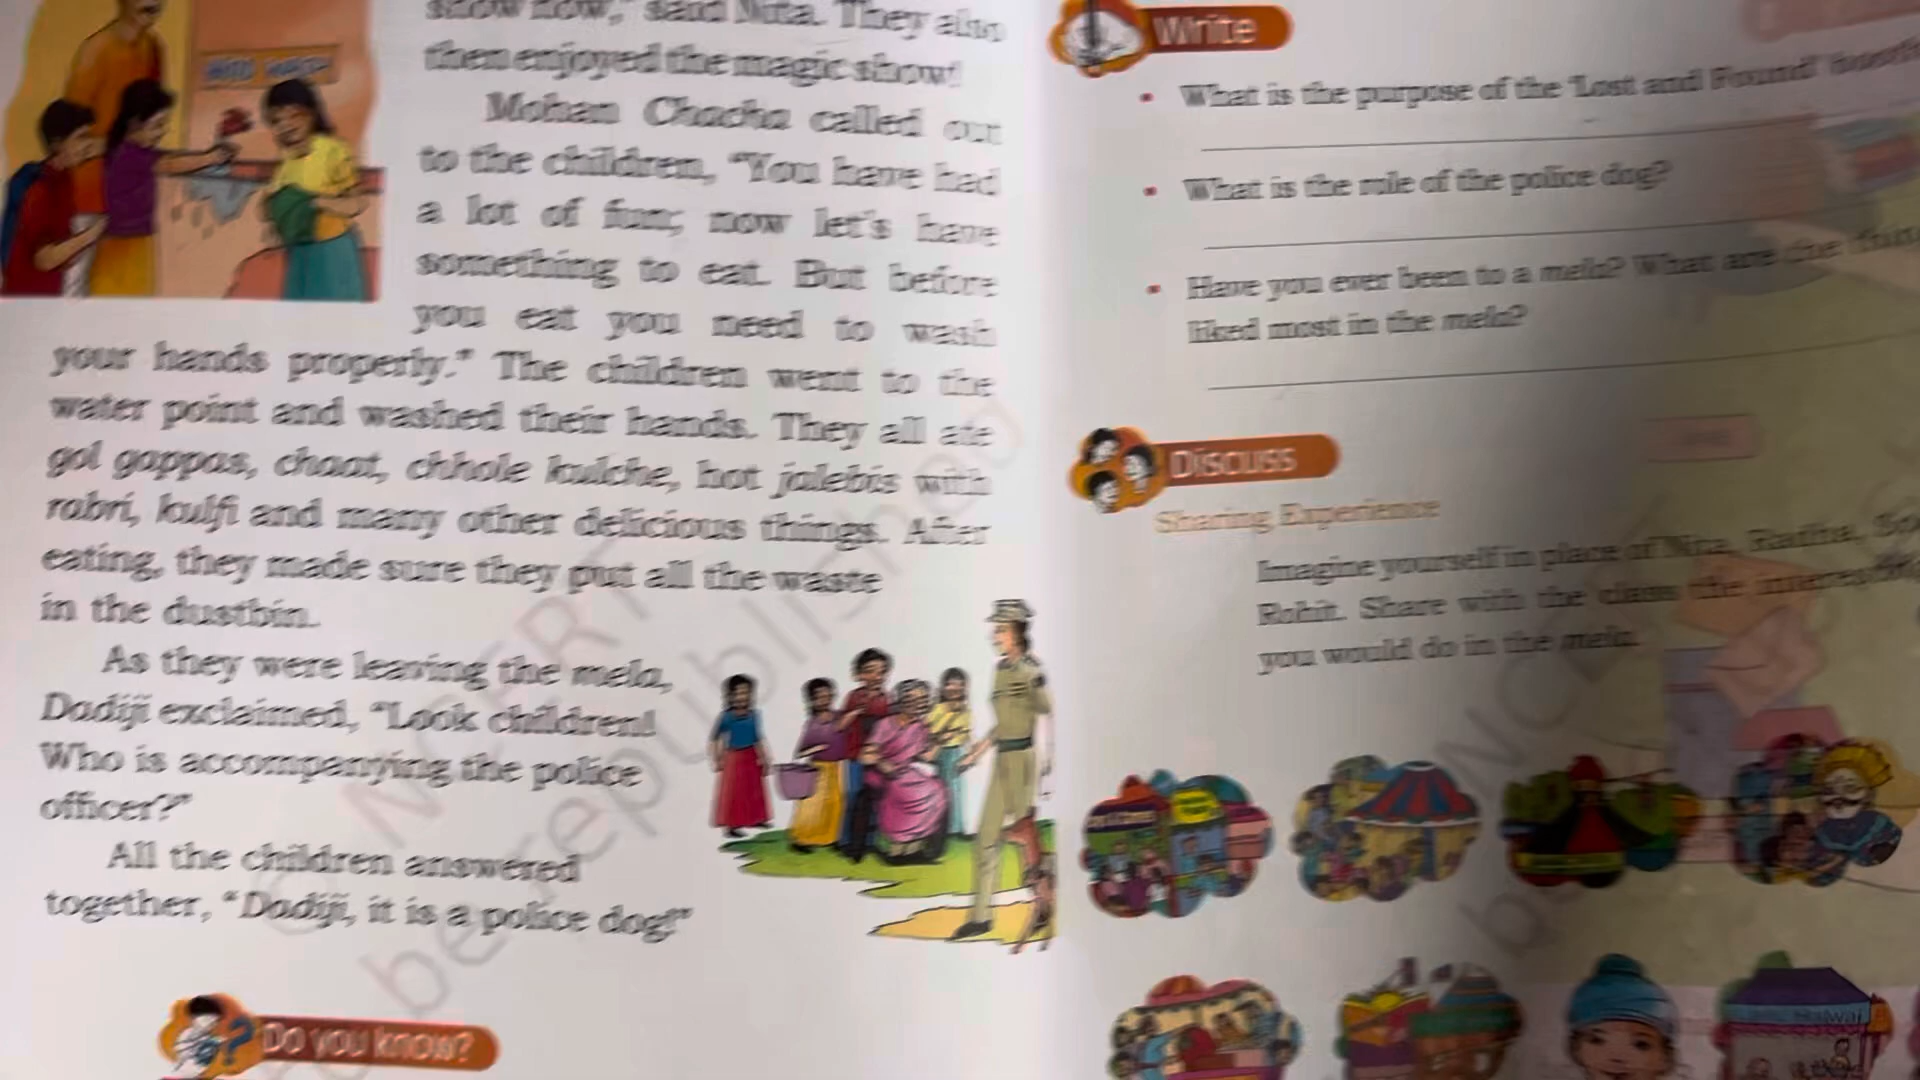 show now," said Nita. They also
then enjoyed the magic show!
Mohan Chacha called out
to the children, "You have had
a lot of fun; now let's have
something to eat. But before
you eat you need to wash
your hands properly." The children went to the
water point and washed their hands. They all ate
gol gappas, chaat, chhole kulche, hot jalebis with
rabri, kulfi and many other delicious things. After
eating, they made sure they put all the waste
in the dustbin.
As they were leaving the mela,
Dadiji exclaimed, "Look children!
Who is accompanying the police
officer?"
All the children answered
together, "Dadiji, it is a police dog!"
Do you know?
Write
What is the purpose of the 'Lost and Found'
What is the role of the police dog?
Have you ever been to a mela? What are the
liked most in the mela?
Discuss
Sharing Experience
Imagine yourself in place of Nita, Radha,
Rohit. Share with the class the
you would do in the mela.
© NCERT
be republished